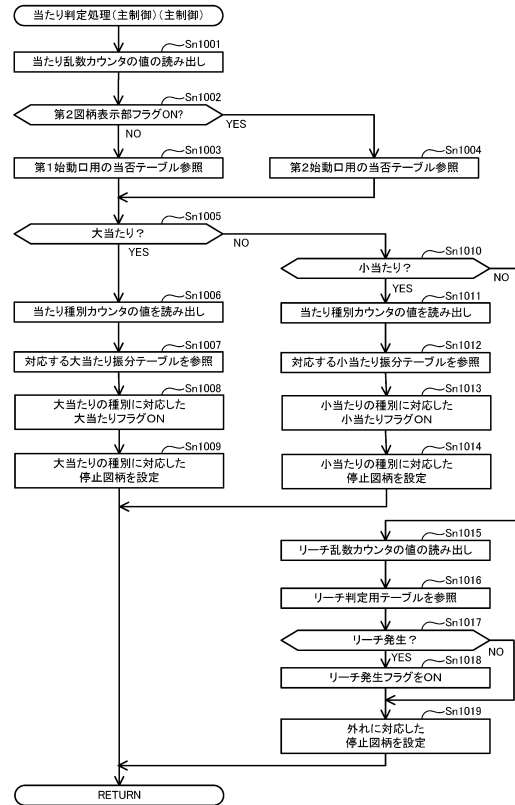 当たり判定処理(主制御)(主制御)
Sn1001
当たり乱数カウンタの値の読み出し
Sn1002
第2図柄表示部フラグON?
YES
NO
Sn1003
第1始動口用の当否テーブル参照
Sn1004
第2始動口用の当否テーブル参照
Sn1005
大当たり?
NO
YES
Sn1010
小当たり?
NO
YES
Sn1006
当たり種別カウンタの値を読み出し
Sn1011
当たり種別カウンタの値を読み出し
Sn1007
対応する大当たり振分テーブルを参照
Sn1012
対応する小当たり振分テーブルを参照
Sn1008
大当たりの種別に対応した
大当たりフラグON
Sn1013
小当たりの種別に対応した
小当たりフラグON
Sn1009
大当たりの種別に対応した
停止図柄を設定
Sn1014
小当たりの種別に対応した
停止図柄を設定
Sn1015
リーチ乱数カウンタの値の読み出し
Sn1016
リーチ判定用テーブルを参照
Sn1017
リーチ発生?
NO
YES
Sn1018
リーチ発生フラグをON
Sn1019
外れに対応した
停止図柄を設定
RETURN